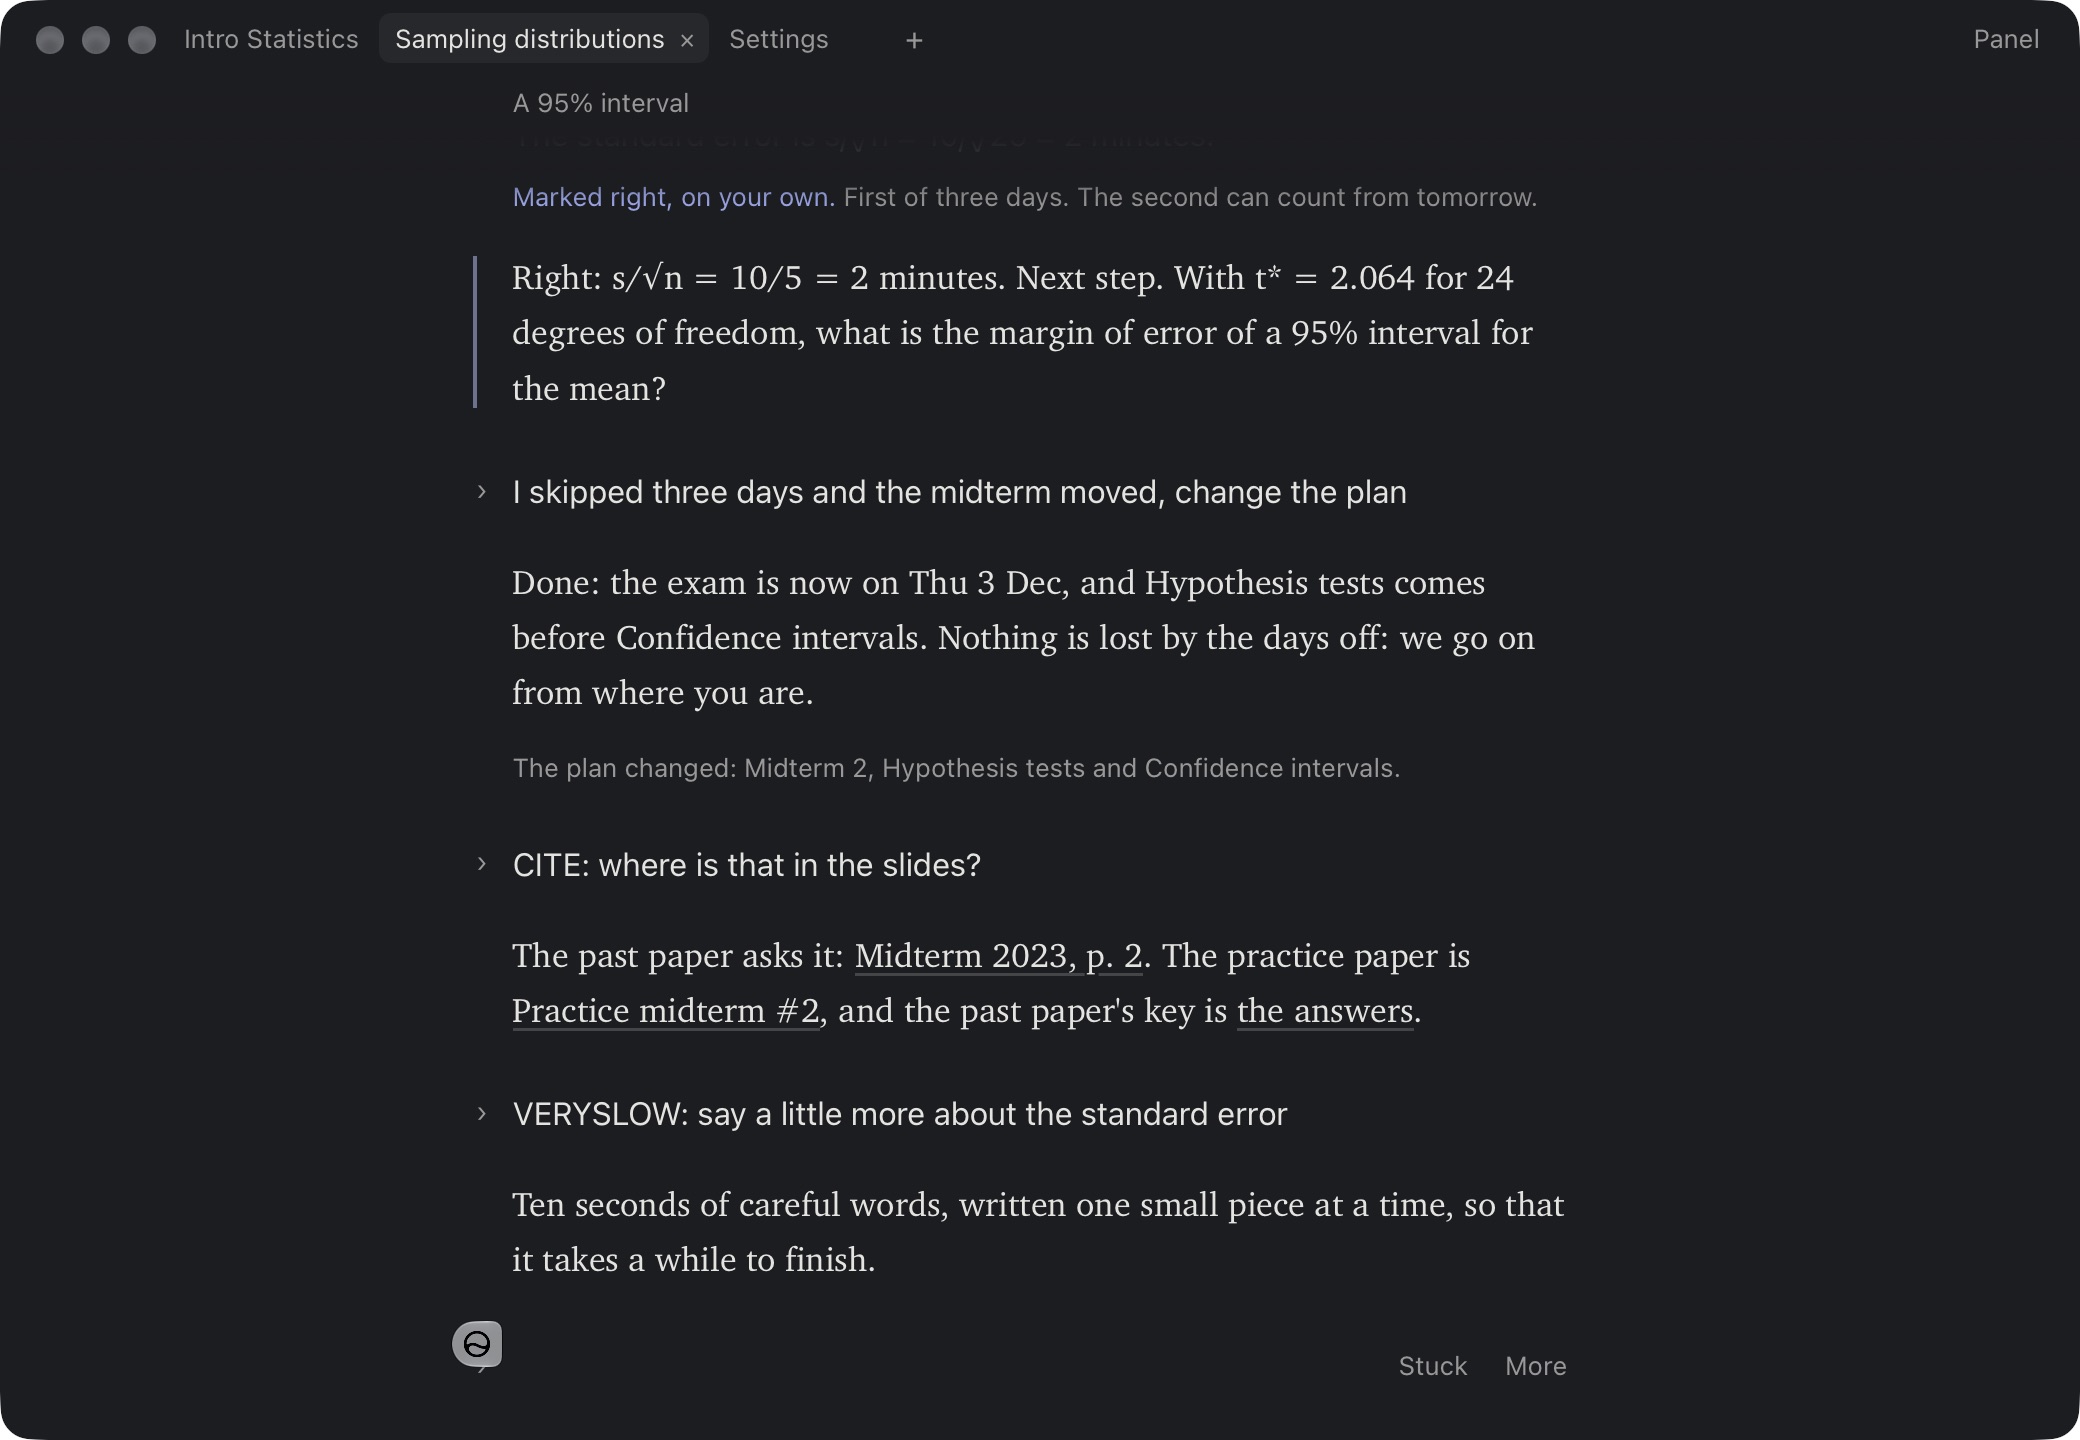 Intro Statistics
Sampling distributions ×
Settings
+
Panel
A 95% interval
The standard error is s/√n = 10/√25 = 2 minutes.
Marked right, on your own. First of three days. The second can count from tomorrow.
Right: s/√n = 10/5 = 2 minutes. Next step. With t* = 2.064 for 24
degrees of freedom, what is the margin of error of a 95% interval for
the mean?
› I skipped three days and the midterm moved, change the plan
Done: the exam is now on Thu 3 Dec, and Hypothesis tests comes
before Confidence intervals. Nothing is lost by the days off: we go on
from where you are.
The plan changed: Midterm 2, Hypothesis tests and Confidence intervals.
› CITE: where is that in the slides?
The past paper asks it: Midterm 2023, p. 2. The practice paper is
Practice midterm #2, and the past paper's key is the answers.
› VERYSLOW: say a little more about the standard error
Ten seconds of careful words, written one small piece at a time, so that
it takes a while to finish.
Stuck
More